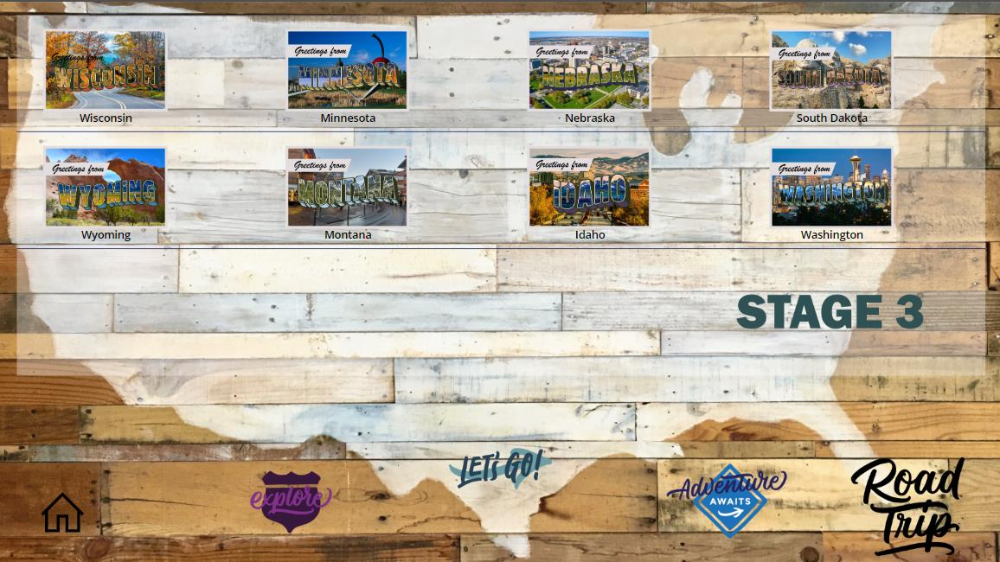 Greetings from
WISCONSIN
Wisconsin
Greetings from
MINNESOTA
Minnesota
Greetings from
NEBRASKA
Nebraska
Greetings from
SOUTH DAKOTA
South Dakota
Greetings from
WYOMING
Wyoming
Greetings from
MONTANA
Montana
Greetings from
IDAHO
Idaho
Greetings from
WASHINGTON
Washington
STAGE 3
explore
LET'S GO!
Adventure
AWAITS
Road
Trip